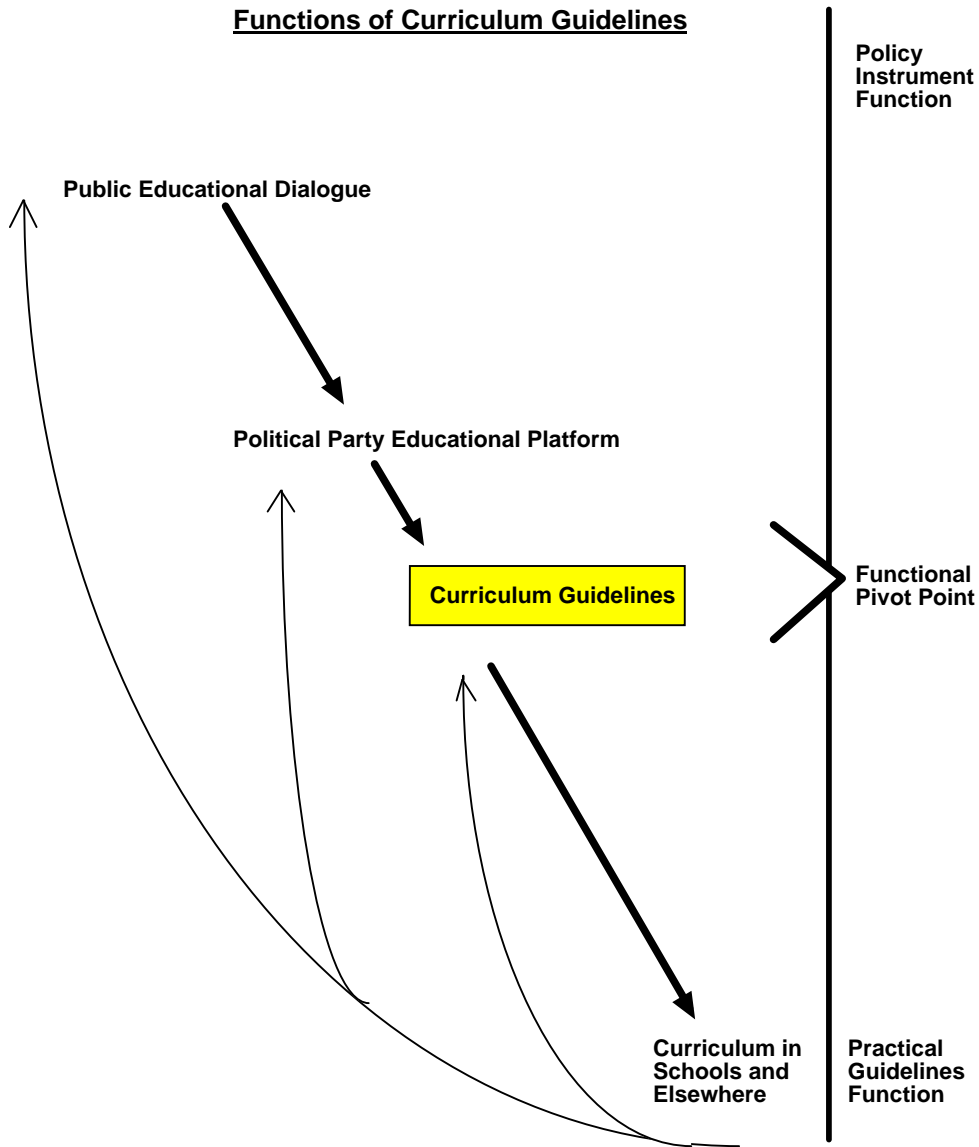 Functions of Curriculum Guidelines
Policy
Instrument
Function
Public Educational Dialogue
Political Party Educational Platform
Curriculum Guidelines
Functional
Pivot Point
Curriculum in
Schools and
Elsewhere
Practical
Guidelines
Function